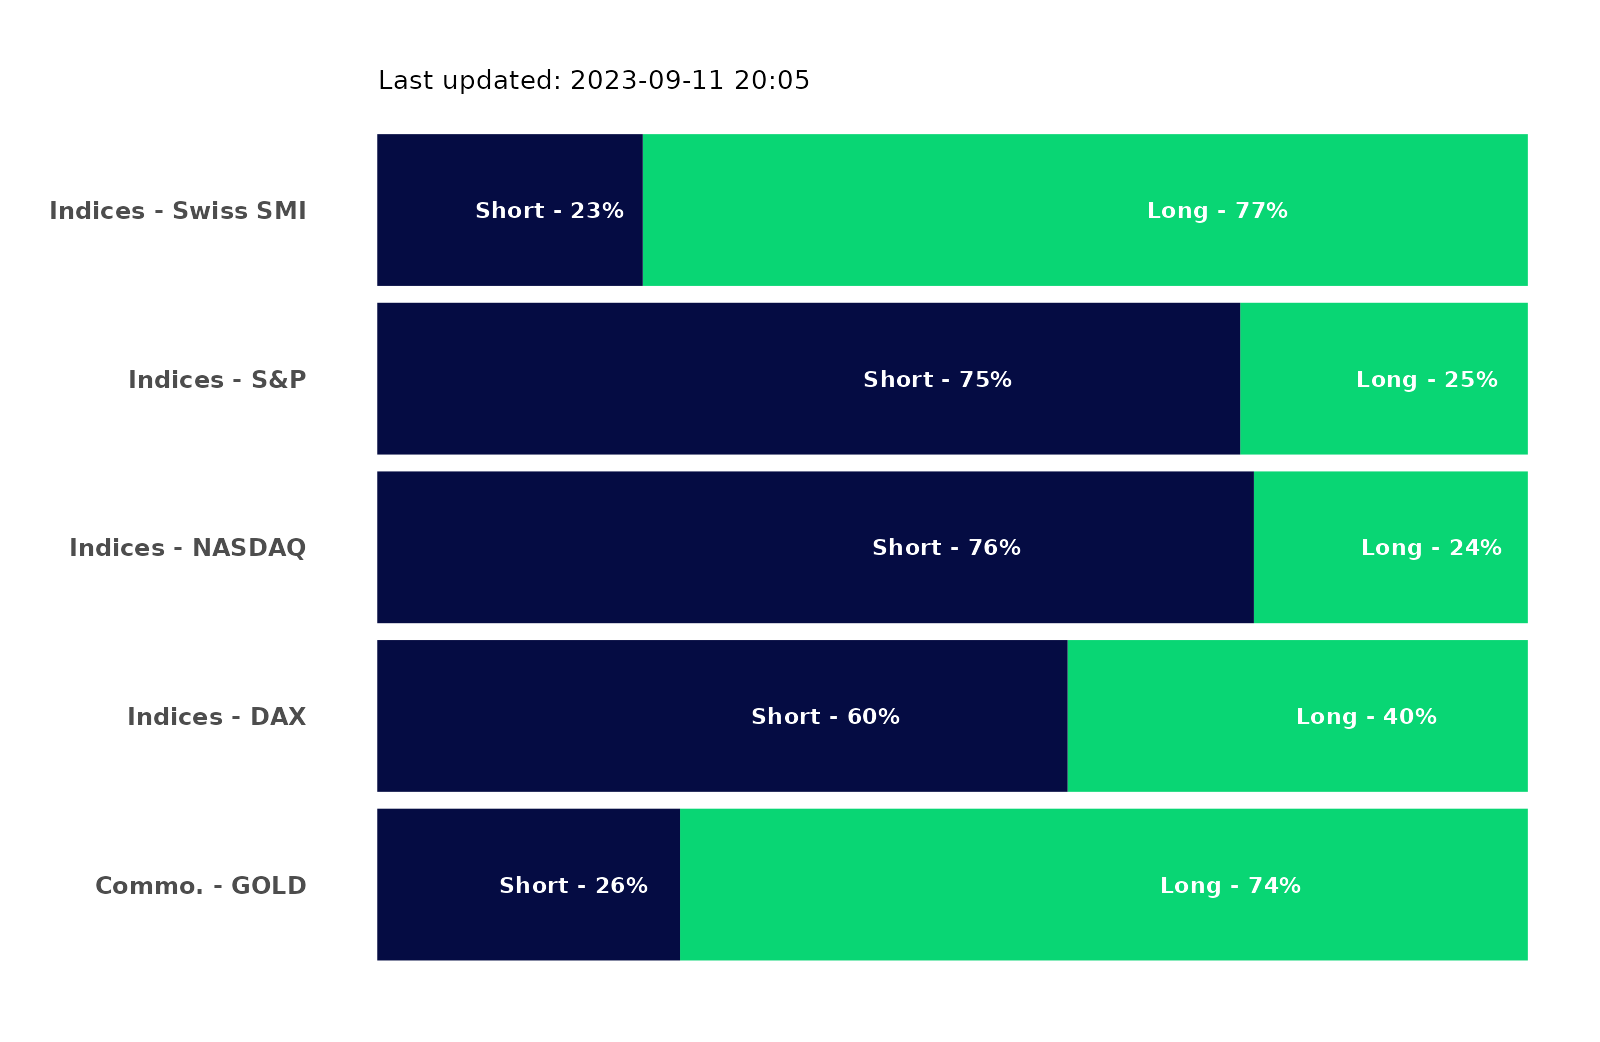 Last updated: 2023-09-11 20:05
Indices - Swiss SMI Short - 23% Long - 77%
Indices - S&P Short - 75% Long - 25%
Indices - NASDAQ Short - 76% Long - 24%
Indices - DAX Short - 60% Long - 40%
Commo. - GOLD Short - 26% Long - 74%